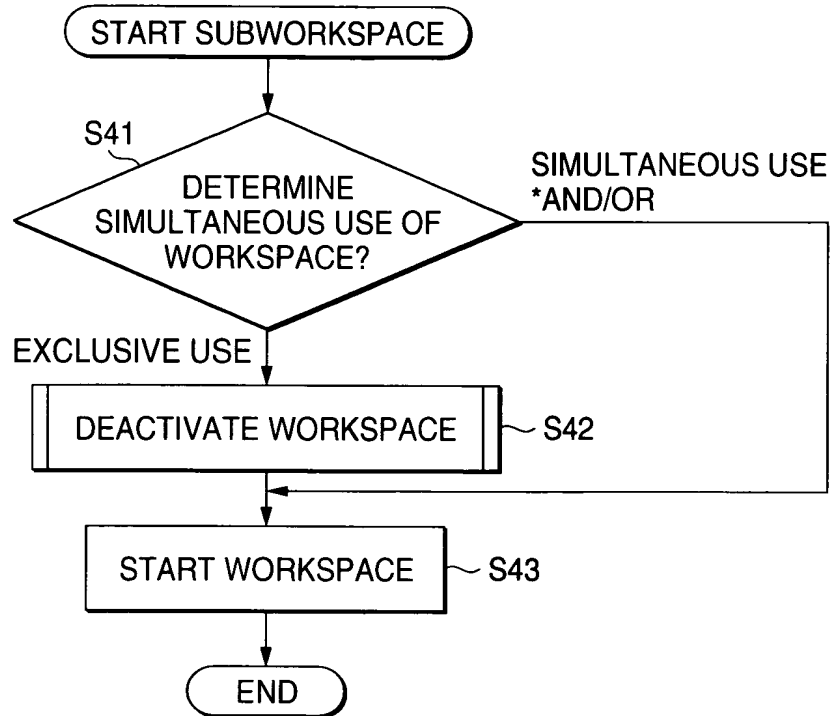 START SUBWORKSPACE
S41
DETERMINE
SIMULTANEOUS USE OF
WORKSPACE?
SIMULTANEOUS USE
*AND/OR
EXCLUSIVE USE
DEACTIVATE WORKSPACE
S42
START WORKSPACE
S43
END